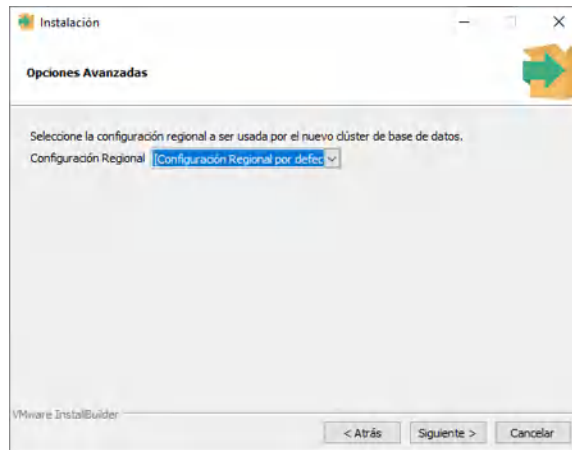 Instalación
Opciones Avanzadas
Seleccione la configuración regional a ser usada por el nuevo clúster de base de datos.
Configuración Regional [Configuración Regional por defec
VMware InstallBuilder
< Atrás Siguiente > Cancelar